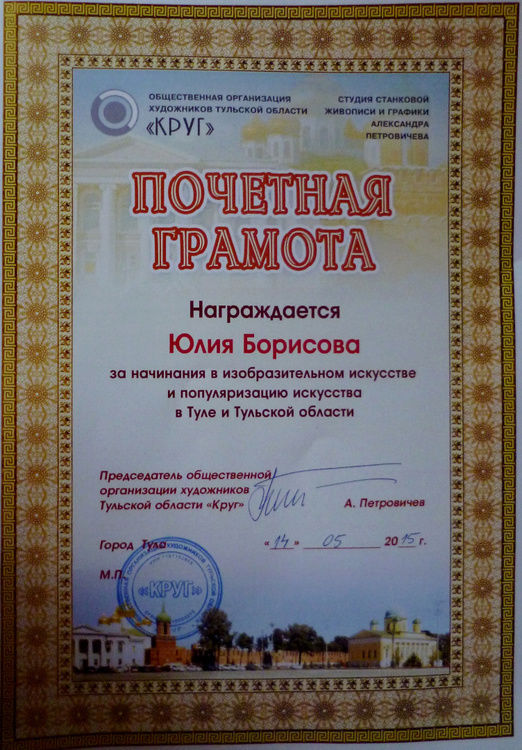 ОБЩЕСТВЕННАЯ ОРГАНИЗАЦИЯ
ХУДОЖНИКОВ ТУЛЬСКОЙ ОБЛАСТИ
«КРУГ»
СТУДИЯ СТАНКОВОЙ
ЖИВОПИСИ И ГРАФИКИ
АЛЕКСАНДРА
ПЕТРОВИЧЕВА
ПОЧЕТНАЯ
ГРАМОТА
Награждается
Юлия Борисова
за начинания в изобразительном искусстве
и популяризацию искусства
в Туле и Тульской области
Председатель общественной
организации художников
Тульской области «Круг»
А. Петровичев
Город Тула
«14» 05 2015 г.
М.П.
«КРУГ»